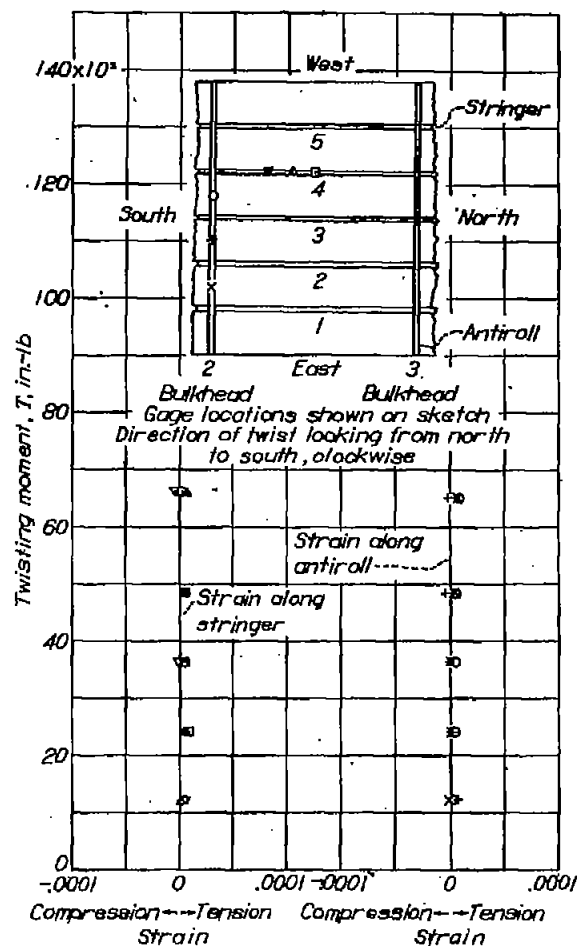 140x10³
West
Stringer
5
120
4
South
North
3
2
100
1
Antiroll
2
East
3
Bulkhead
Bulkhead
80
Gage locations shown on sketch
Direction of twist looking from north
to south, clockwise
Twisting moment, T, in.-lb
60
Strain along
antiroll
Strain along
stringer
40
20
0
-.0001
0
.0001
-.0001
0
.0001
Compression←→Tension
Compression←→Tension
Strain
Strain